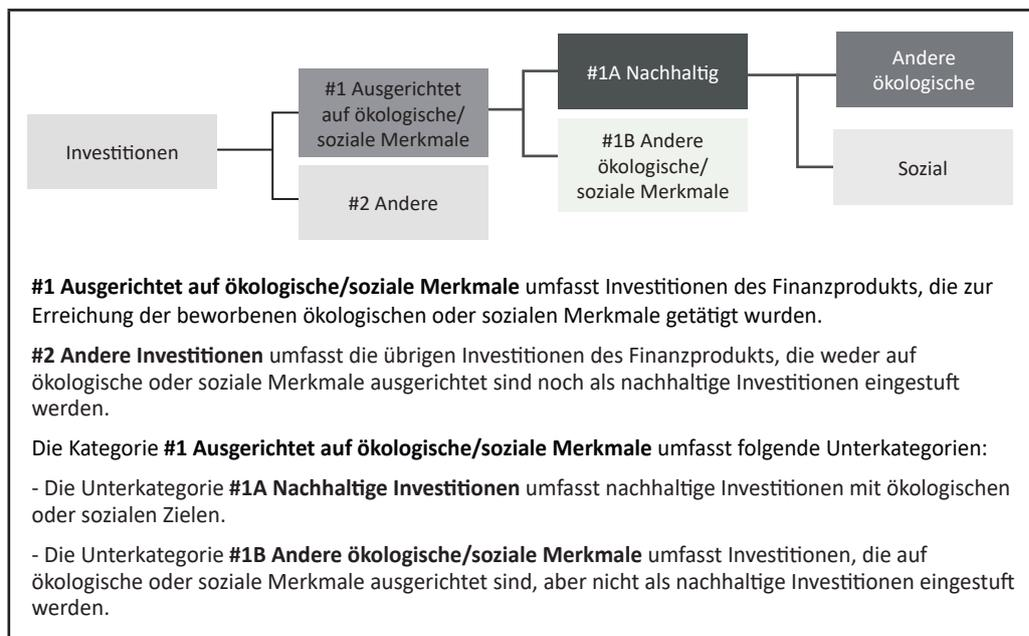 Investitionen
#1 Ausgerichtet
auf ökologische/
soziale Merkmale
#2 Andere
#1A Nachhaltig
#1B Andere
ökologische/
soziale Merkmale
Andere
ökologische
Sozial
#1 Ausgerichtet auf ökologische/soziale Merkmale umfasst Investitionen des Finanzprodukts, die zur
Erreichung der beworbenen ökologischen oder sozialen Merkmale getätigt wurden.
#2 Andere Investitionen umfasst die übrigen Investitionen des Finanzprodukts, die weder auf
ökologische oder soziale Merkmale ausgerichtet sind noch als nachhaltige Investitionen eingestuft
werden.
Die Kategorie #1 Ausgerichtet auf ökologische/soziale Merkmale umfasst folgende Unterkategorien:
- Die Unterkategorie #1A Nachhaltige Investitionen umfasst nachhaltige Investitionen mit ökologischen
oder sozialen Zielen.
- Die Unterkategorie #1B Andere ökologische/soziale Merkmale umfasst Investitionen, die auf
ökologische oder soziale Merkmale ausgerichtet sind, aber nicht als nachhaltige Investitionen eingestuft
werden.